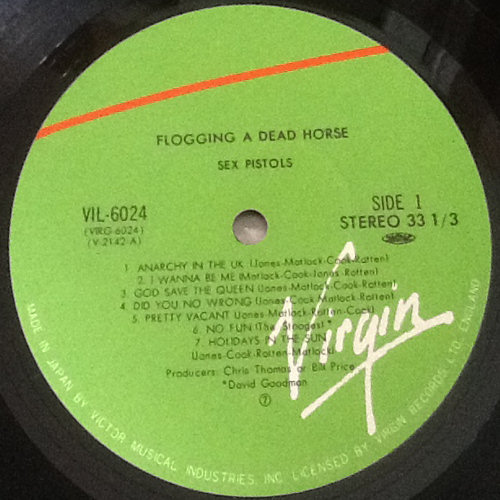 FLOGGING A DEAD HORSE
SEX PISTOLS
VIL-6024
(VIRG-6024)
(V-2142-A)
SIDE 1
STEREO 33 1/3
1. ANARCHY IN THE UK (Jones-Matlock-Cook-Rotten)
2. I WANNA BE ME (Matlock-Cook-Jones-Rotten)
3. GOD SAVE THE QUEEN (Jones-Matlock-Cook-Rotten)
4. DID YOU NO WRONG (Jones-Cook-Matlock-Rotten)
5. PRETTY VACANT (Jones-Matlock-Rotten-Cook)
6. NO FUN (The Stooges)*
7. HOLIDAYS IN THE SUN
(Jones-Cook-Rotten-Matlock)
Producers: Chris Thomas or Bill Price
*David Goodman
7
Virgin
MADE IN JAPAN BY VICTOR MUSICAL INDUSTRIES, INC. LICENSED BY VIRGIN RECORDS, LTD. ENGLAND